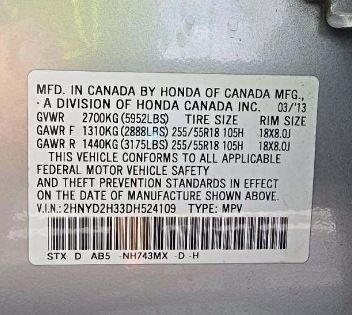 MFD. IN CANADA BY HONDA OF CANADA MFG.,
· A DIVISION OF HONDA CANADA INC. 03/'13
GVWR 2700KG (5952LBS) TIRE SIZE RIM SIZE
GAWR F 1310KG (2888LBS) 255/55R18 105H 18X8.0J
GAWR R 1440KG (3175LBS) 255/55R18 105H 18X8.0J
THIS VEHICLE CONFORMS TO ALL APPLICABLE
FEDERAL MOTOR VEHICLE SAFETY
AND THEFT PREVENTION STANDARDS IN EFFECT
ON THE DATE OF MANUFACTURE SHOWN ABOVE.
V.I.N.: 2HNYD2H33DH524109 TYPE: MPV
STX D AB5 -NH743MX -D -H